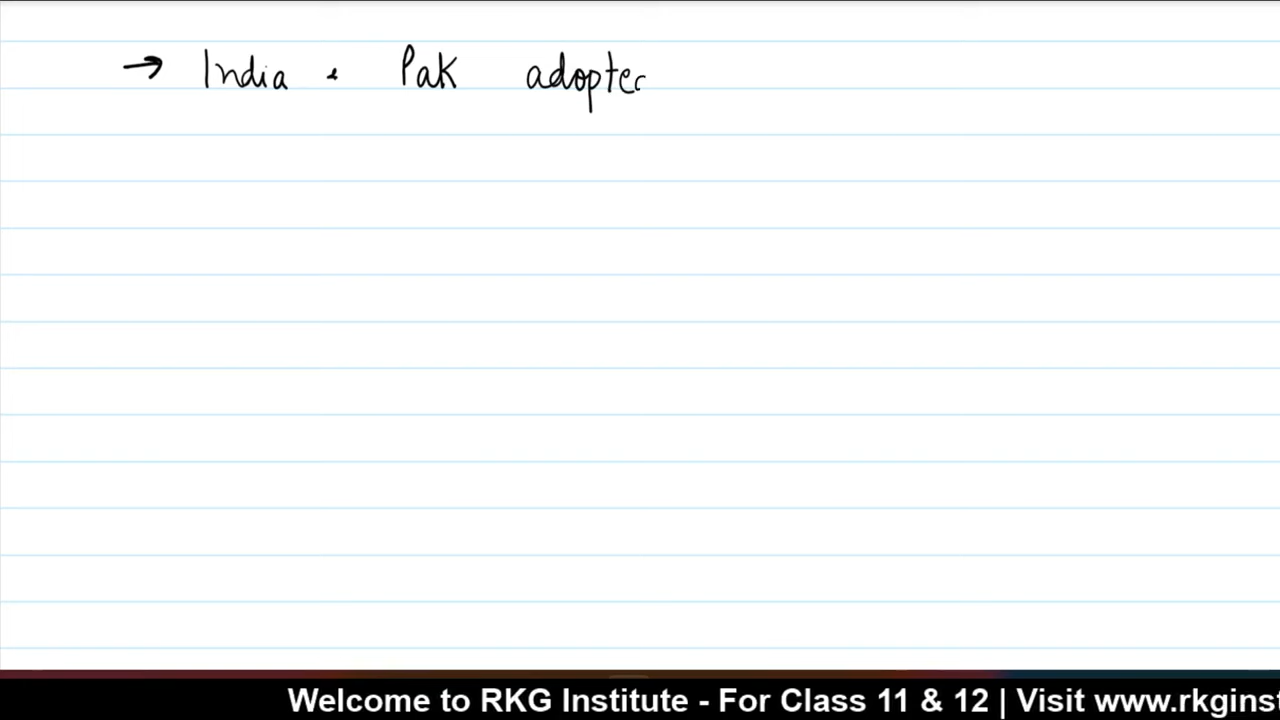 → India & Pak adopted
Welcome to RKG Institute - For Class 11 & 12 | Visit www.rkginst